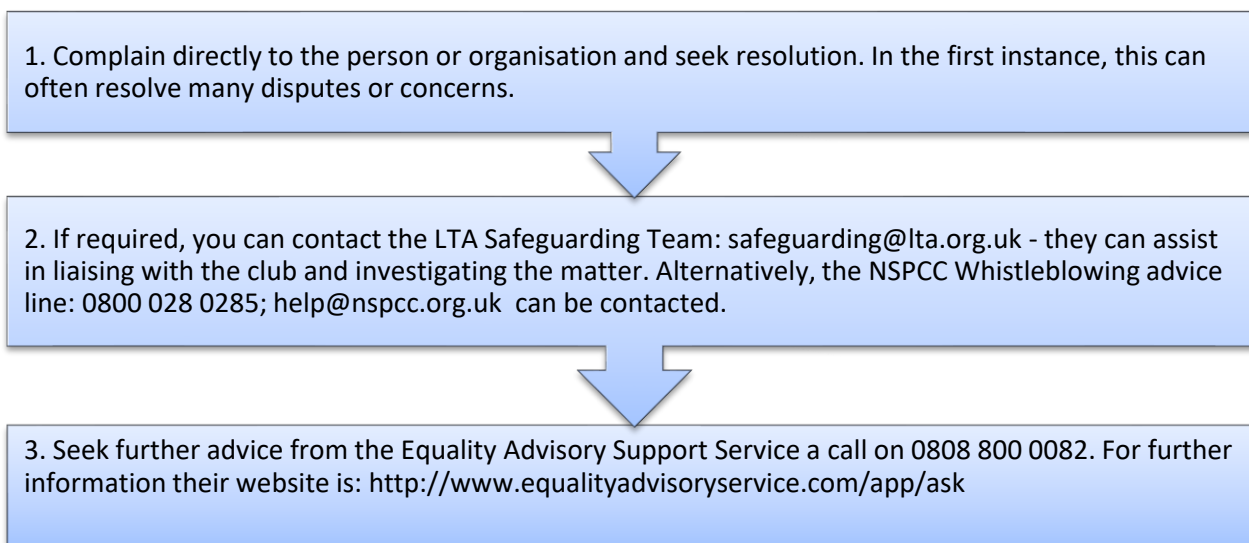 1. Complain directly to the person or organisation and seek resolution. In the first instance, this can
often resolve many disputes or concerns.
2. If required, you can contact the LTA Safeguarding Team: safeguarding@lta.org.uk - they can assist
in liaising with the club and investigating the matter. Alternatively, the NSPCC Whistleblowing advice
line: 0800 028 0285; help@nspcc.org.uk  can be contacted.
3. Seek further advice from the Equality Advisory Support Service a call on 0808 800 0082. For further
information their website is: http://www.equalityadvisoryservice.com/app/ask